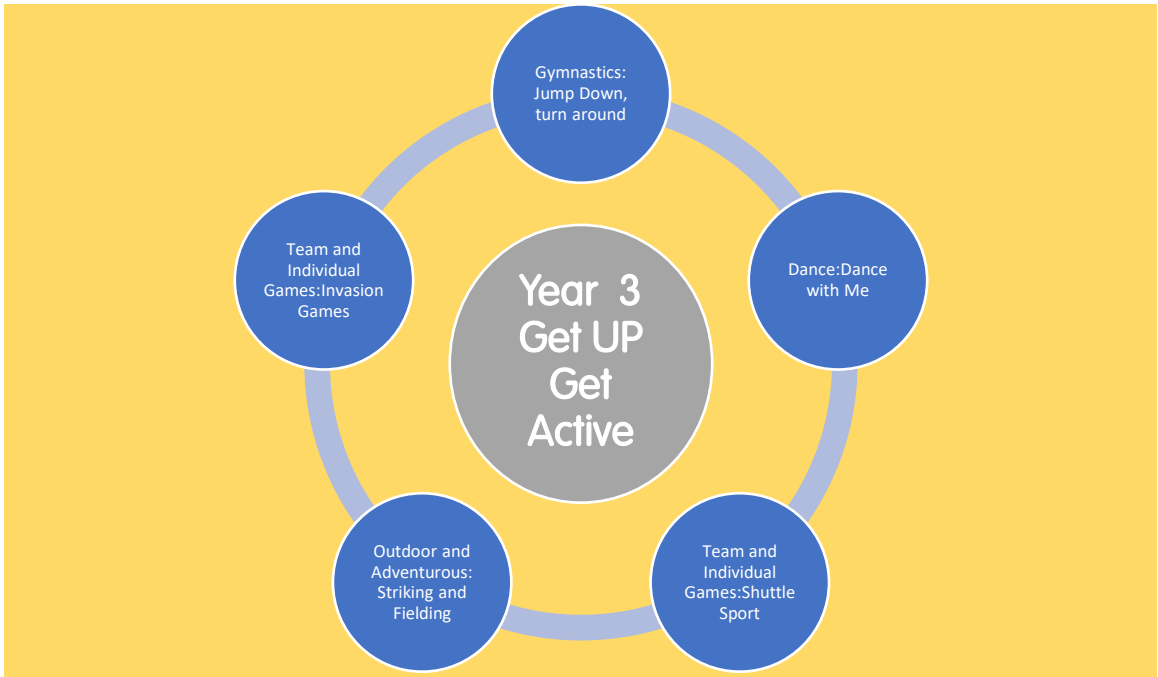 Gymnastics:
Jump Down,
turn around
Dance:Dance
with Me
Team and
Individual
Games:Shuttle
Sport
Outdoor and
Adventurous:
Striking and
Fielding
Team and
Individual
Games:Invasion
Games
Year 3
Get UP
Get
Active